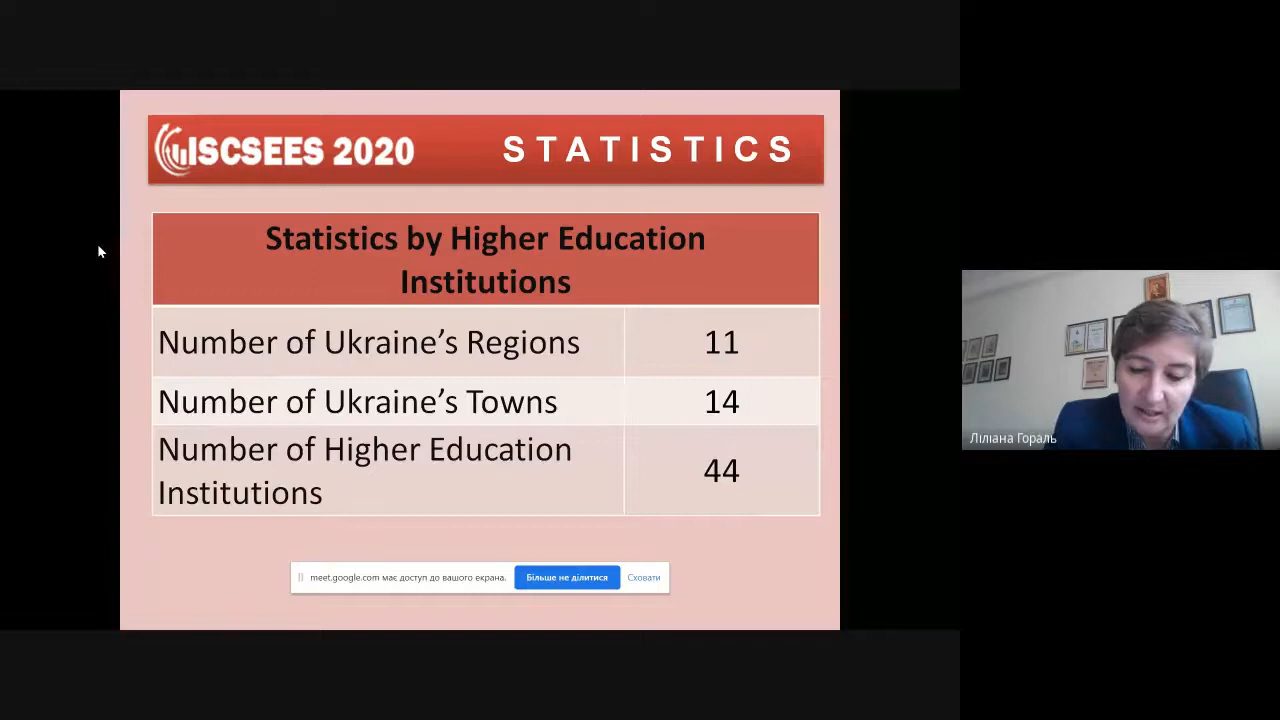 ISCSEES 2020
STATISTICS
Statistics by Higher Education
Institutions
Number of Ukraine’s Regions
11
Number of Ukraine’s Towns
14
Number of Higher Education
Institutions
44
meet.google.com має доступ до вашого екрана.
Більше не ділитися
Сховати
Ліліана Гораль